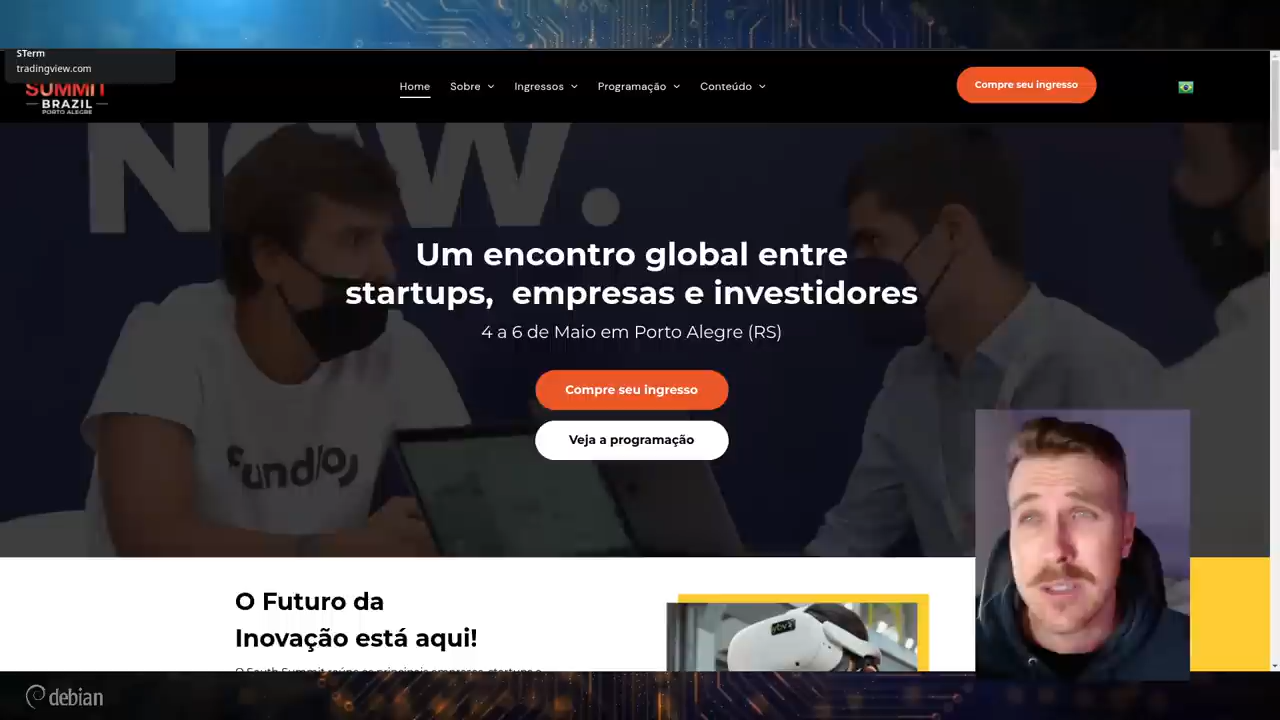 STerm
tradingview.com
SUMMIT
BRAZIL
PORTO ALEGRE
Home
Sobre
Ingressos
Programação
Conteúdo
Compre seu ingresso
NOW.
Um encontro global entre
startups, empresas e investidores
4 a 6 de Maio em Porto Alegre (RS)
Compre seu ingresso
Veja a programação
O Futuro da
Inovação está aqui!
debian